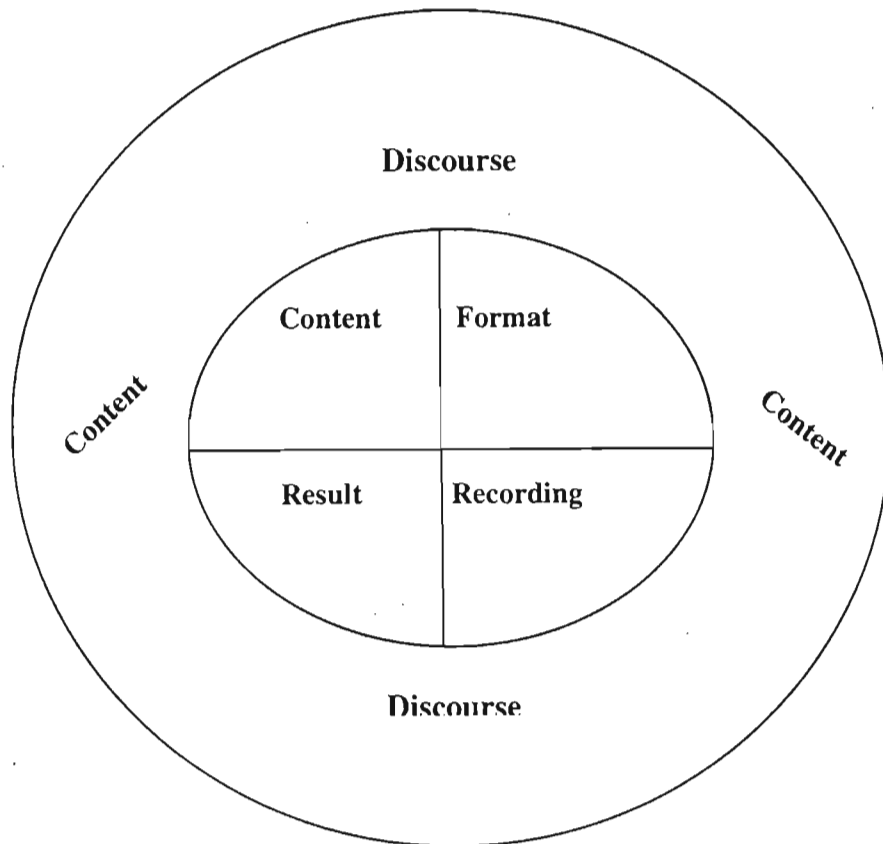 Discourse
Content
Format
Content
Content
Result
Recording
Discourse